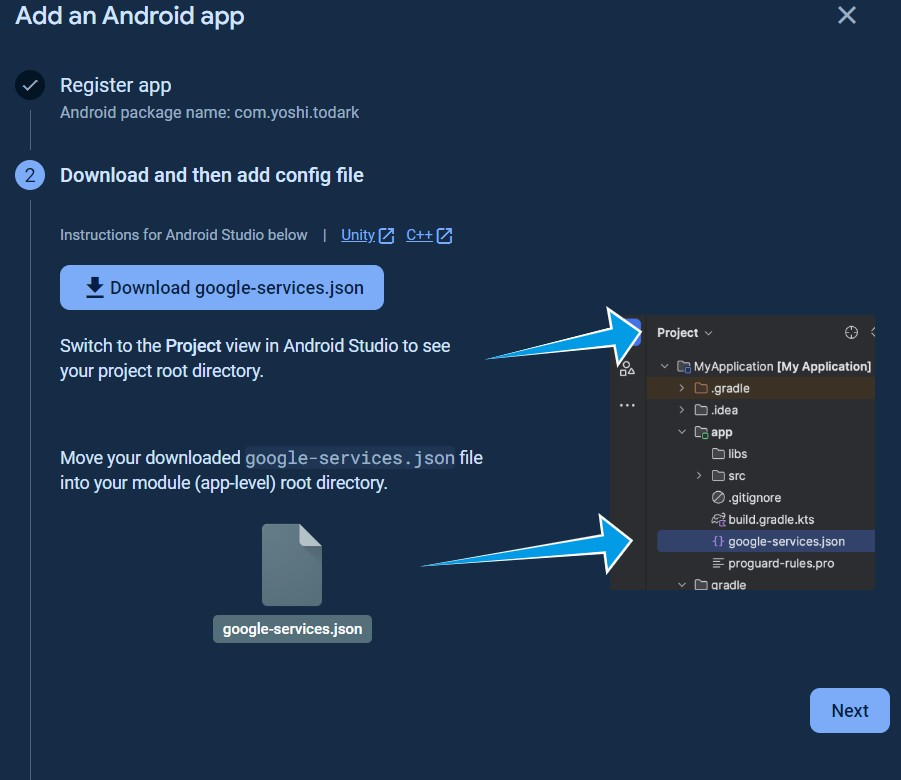 Add an Android app
Register app
Android package name: com.yoshi.todark
2
Download and then add config file
Instructions for Android Studio below | Unity C++
Download google-services.json
Switch to the Project view in Android Studio to see
your project root directory.
Move your downloaded google-services.json file
into your module (app-level) root directory.
google-services.json
Project
MyApplication [My Application]
.gradle
.idea
app
libs
src
.gitignore
build.gradle.kts
{} google-services.json
proguard-rules.pro
gradle
Next